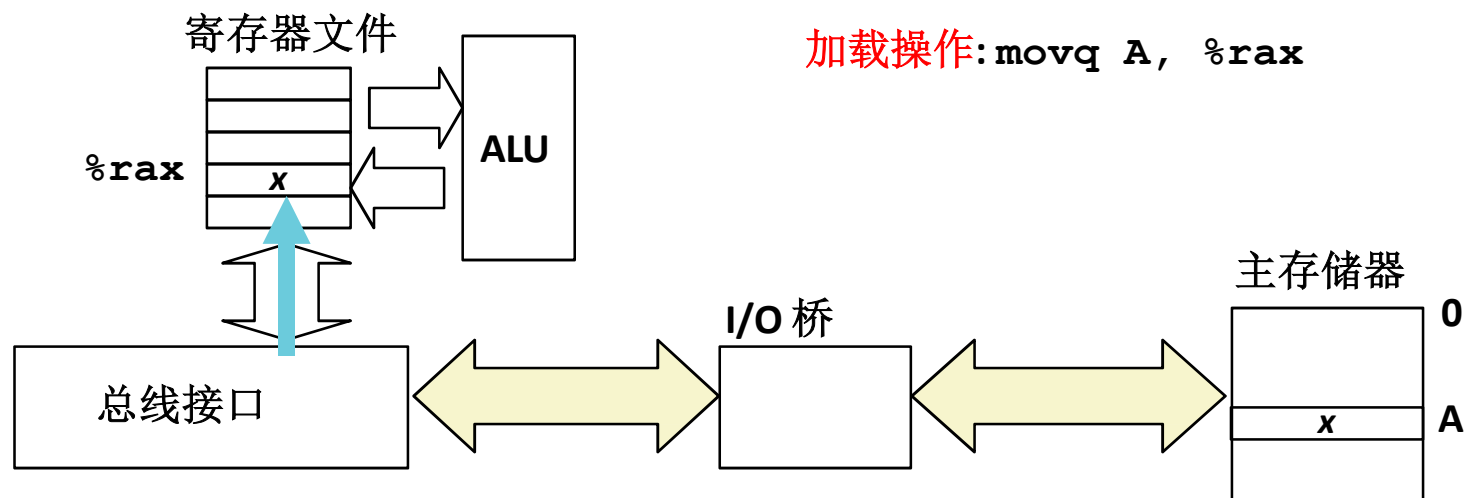 寄存器文件
加载操作:movq A, %rax
ALU
%rax
x
主存储器
I/O 桥
0
总线接口
x
A